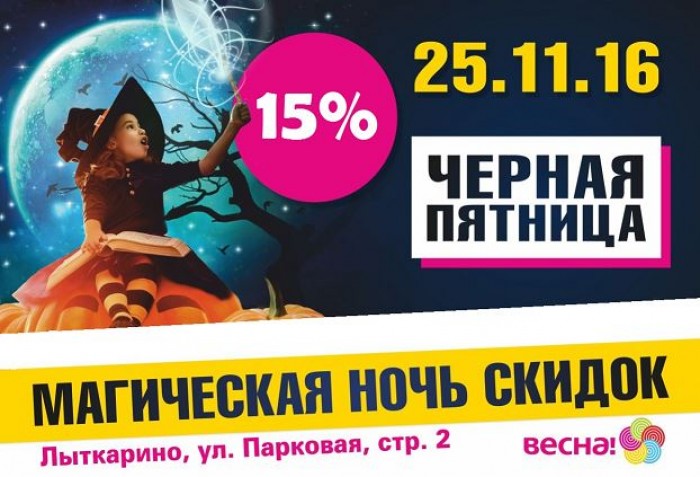 25.11.16
15%
ЧЕРНАЯ
ПЯТНИЦА
МАГИЧЕСКАЯ НОЧЬ СКИДОК
Лыткарино, ул. Парковая, стр. 2
весна!